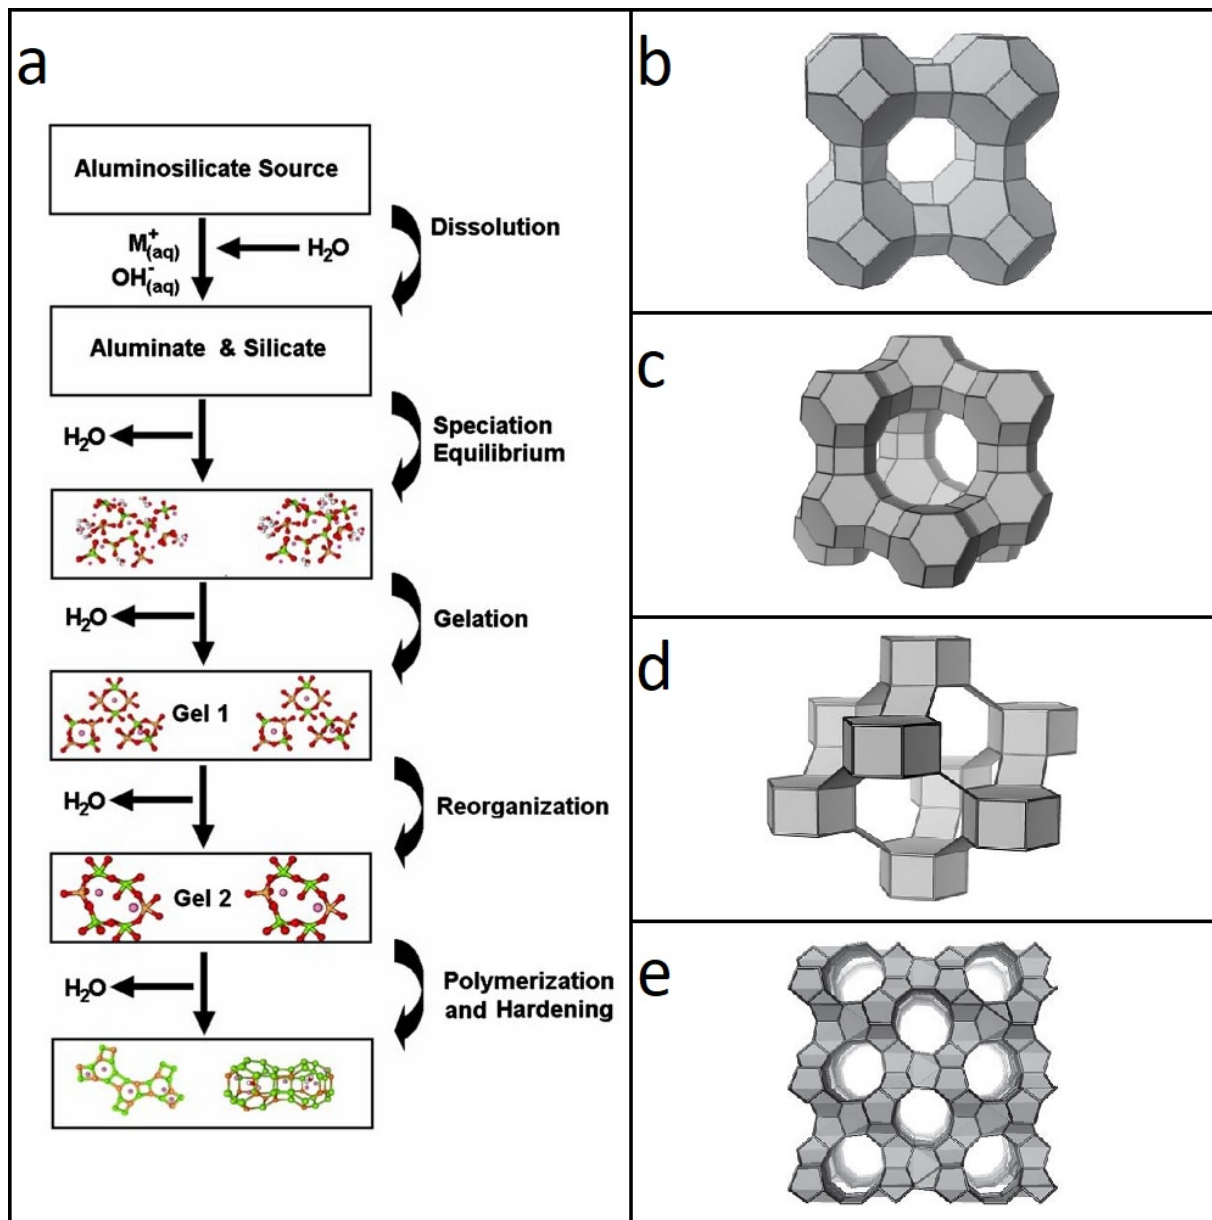 a
Aluminosilicate Source
Dissolution
M+(aq)
H2O
OH-(aq)
Aluminate & Silicate
H2O
Speciation
Equilibrium
H2O
Gelation
Gel 1
H2O
Reorganization
Gel 2
H2O
Polymerization
and Hardening
b
c
d
e